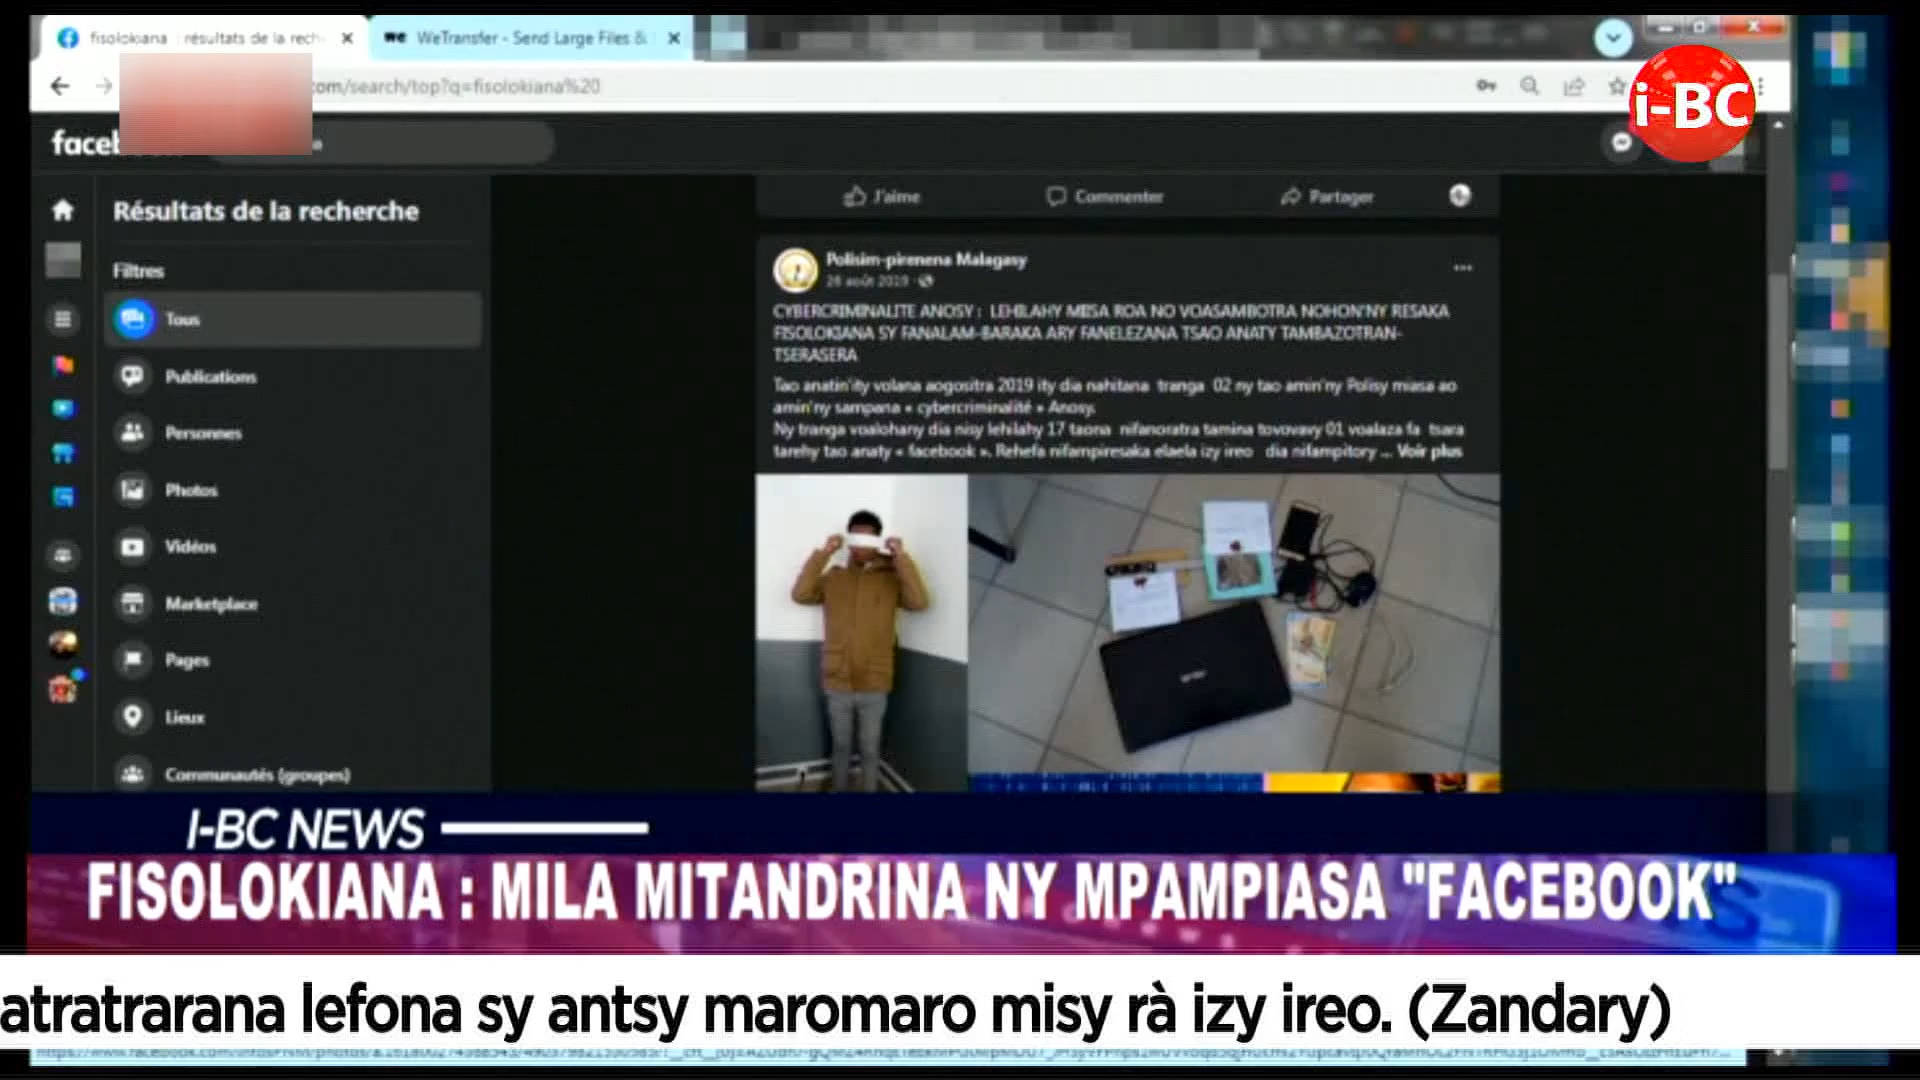 fisolokiana : résultats de la rech
WeTransfer - Send Large Files &
com/search/top?q=fisolokiana%20
i-BC
faceb
Résultats de la recherche
Filtres
Tous
Publications
Personnes
Photos
Vidéos
Marketplace
Pages
Lieux
Communautés (groupes)
J'aime
Commenter
Partager
Polisim-pirenena Malagasy
26 août 2019
CYBERCRIMINALITE ANOSY : LEHILAHY MIISA ROA NO VOASAMBOTRA NOHON'NY RESAKA
FISOLOKIANA SY FANALAM-BARAKA ARY FANELEZANA TSAO ANATY TAMBAZOTRAN-
TSERASERA
Tao anatin'ity volana aogositra 2019 ity dia nahitana tranga 02 ny tao amin'ny Polisy miasa ao
amin'ny sampana « cybercriminalité » Anosy.
Ny tranga voalohany dia nisy lehilahy 17 taona nifanoratra tamina tovovavy 01 voalaza fa tsara
tarehy tao anaty « facebook ». Rehefa nifampiresaka elaela izy ireo dia nifampitory ... Voir plus
I-BC NEWS
FISOLOKIANA : MILA MITANDRINA NY MPAMPIASA "FACEBOOK"
atratrarana lefona sy antsy maromaro misy rà izy ireo. (Zandary)